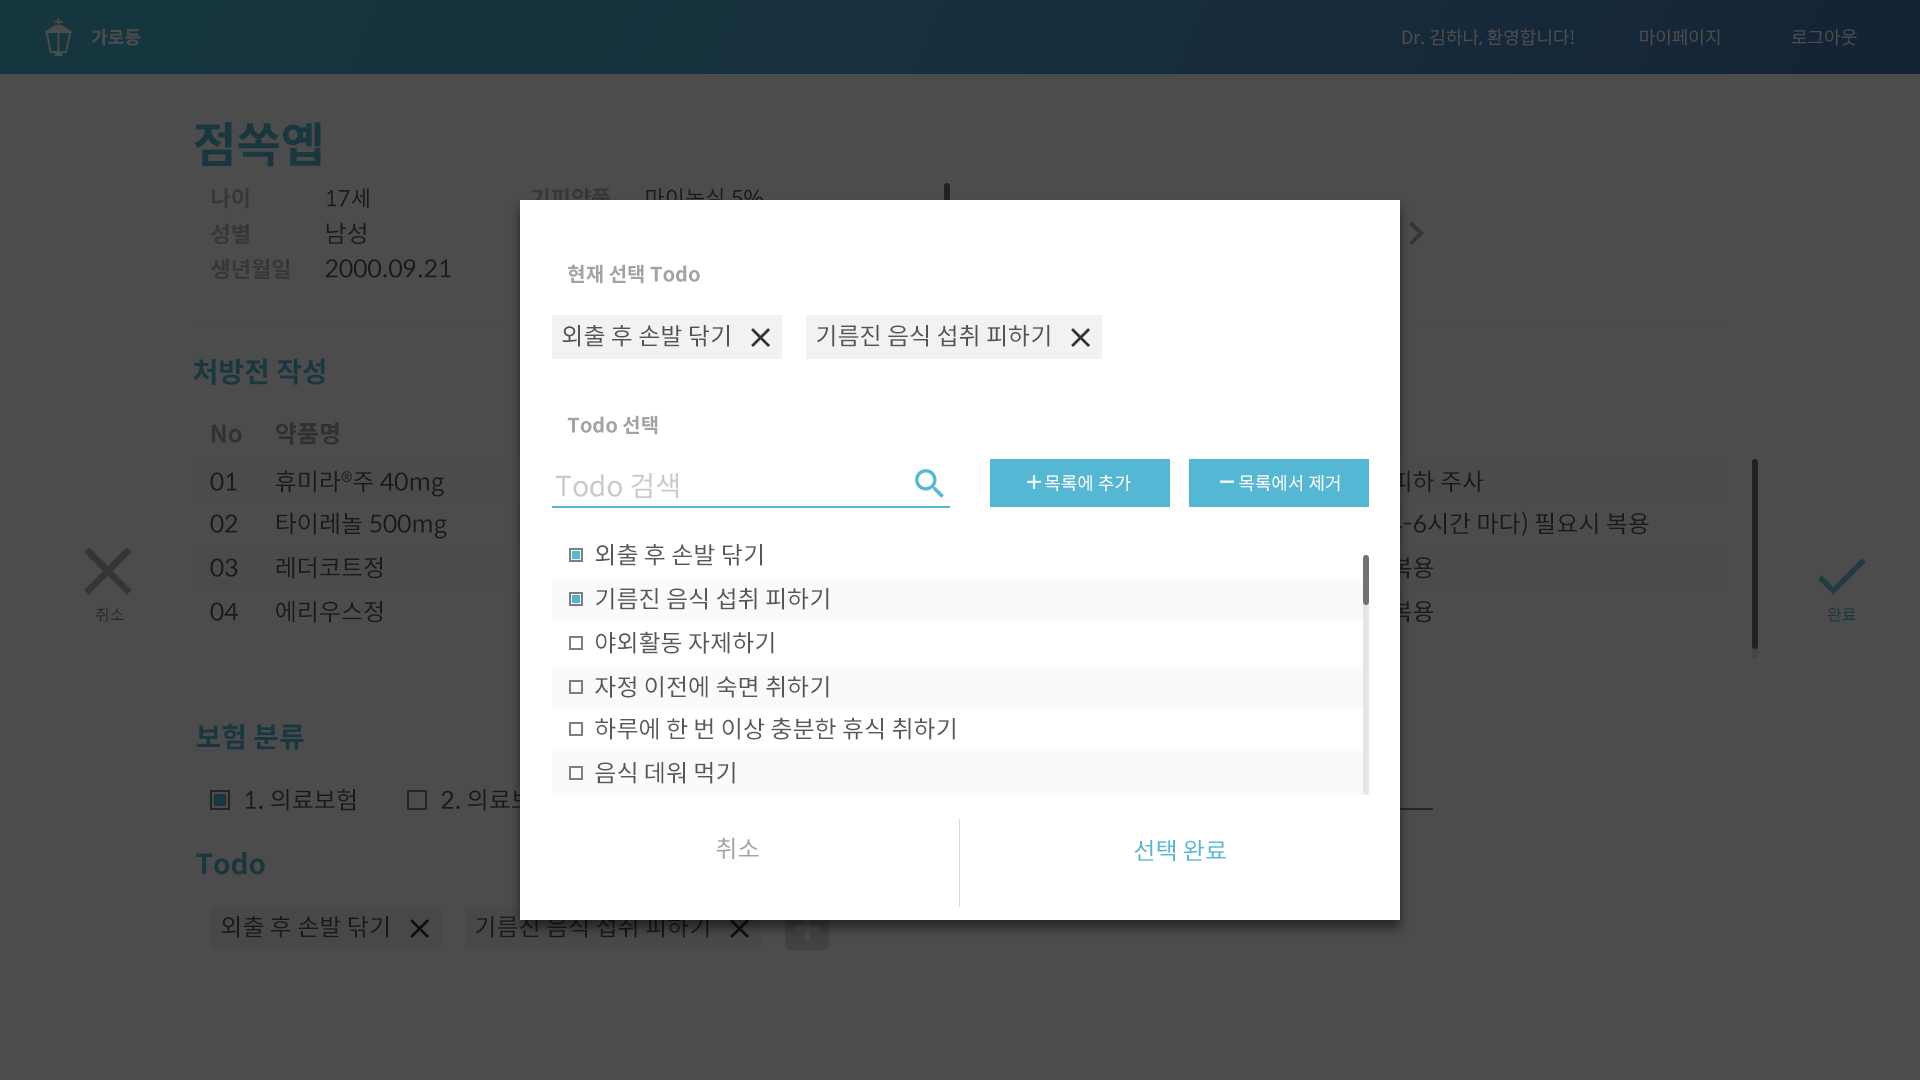 가로등
Dr. 김하나, 환영합니다!
마이페이지
로그아웃
점쏙옙
나이 17세
기피약품 마이녹실 5%
성별 남성
생년월일 2000.09.21
처방전 작성
No 약품명
01 휴미라®주 40mg
피하 주사
02 타이레놀 500mg
-6시간 마다) 필요시 복용
03 레더코트정
복용
04 에리우스정
복용
취소
완료
보험 분류
1. 의료보험
2. 의료보
Todo
외출 후 손발 닦기
기름진 음식 섭취 피하기
현재 선택 Todo
외출 후 손발 닦기
기름진 음식 섭취 피하기
Todo 선택
Todo 검색
+목록에 추가
−목록에서 제거
외출 후 손발 닦기
기름진 음식 섭취 피하기
야외활동 자제하기
자정 이전에 숙면 취하기
하루에 한 번 이상 충분한 휴식 취하기
음식 데워 먹기
취소
선택 완료